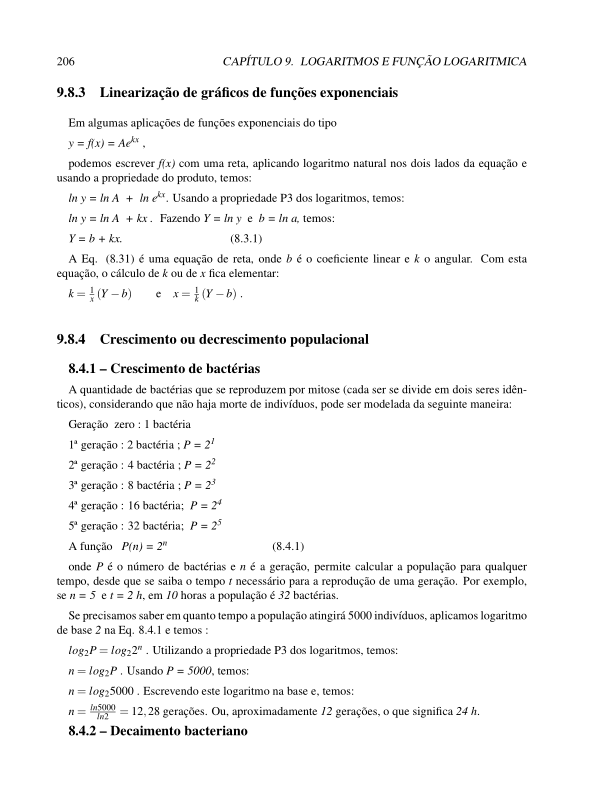 206 CAPÍTULO 9. LOGARITMOS E FUNÇÃO LOGARITMICA
9.8.3 Linearização de gráficos de funções exponenciais
Em algumas aplicações de funções exponenciais do tipo
y = f(x) = Ae^{kx} ,
podemos escrever f(x) com uma reta, aplicando logaritmo natural nos dois lados da equação e
usando a propriedade do produto, temos:
ln y = ln A + ln e^{kx}. Usando a propriedade P3 dos logaritmos, temos:
ln y = ln A + kx . Fazendo Y = ln y e b = ln a, temos:
Y = b + kx. (8.3.1)
A Eq. (8.31) é uma equação de reta, onde b é o coeficiente linear e k o angular. Com esta
equação, o cálculo de k ou de x fica elementar:
k = \frac{1}{x} (Y − b) e x = \frac{1}{k} (Y − b) .
9.8.4 Crescimento ou decrescimento populacional
8.4.1 – Crescimento de bactérias
A quantidade de bactérias que se reproduzem por mitose (cada ser se divide em dois seres idên-
ticos), considerando que não haja morte de indivíduos, pode ser modelada da seguinte maneira:
Geração zero : 1 bactéria
1ª geração : 2 bactéria ; P = 2^1
2ª geração : 4 bactéria ; P = 2^2
3ª geração : 8 bactéria ; P = 2^3
4ª geração : 16 bactéria; P = 2^4
5ª geração : 32 bactéria; P = 2^5
A função P(n) = 2^n (8.4.1)
onde P é o número de bactérias e n é a geração, permite calcular a população para qualquer
tempo, desde que se saiba o tempo t necessário para a reprodução de uma geração. Por exemplo,
se n = 5 e t = 2 h, em 10 horas a população é 32 bactérias.
Se precisamos saber em quanto tempo a população atingirá 5000 indivíduos, aplicamos logaritmo
de base 2 na Eq. 8.4.1 e temos :
log_2 P = log_2 2^n . Utilizando a propriedade P3 dos logaritmos, temos:
n = log_2 P . Usando P = 5000, temos:
n = log_2 5000 . Escrevendo este logaritmo na base e, temos:
n = \frac{ln5000}{ln2} = 12,28 gerações. Ou, aproximadamente 12 gerações, o que significa 24 h.
8.4.2 – Decaimento bacteriano